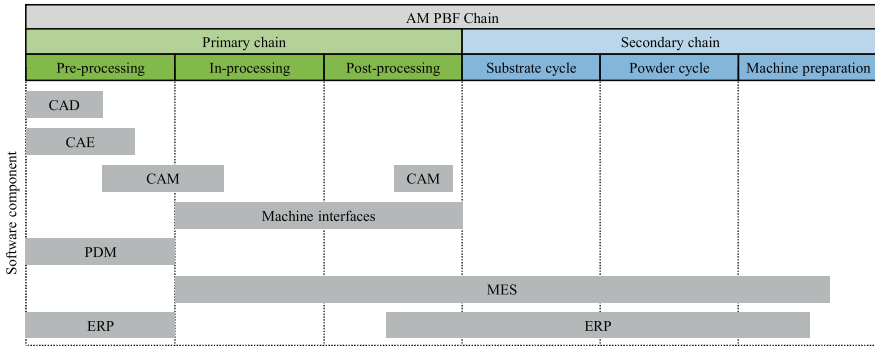 AM PBF Chain
Primary chain Secondary chain
Pre-processing In-processing Post-processing Substrate cycle Powder cycle Machine preparation
Software component
CAD
CAE
CAM CAM
Machine interfaces
PDM
MES
ERP ERP